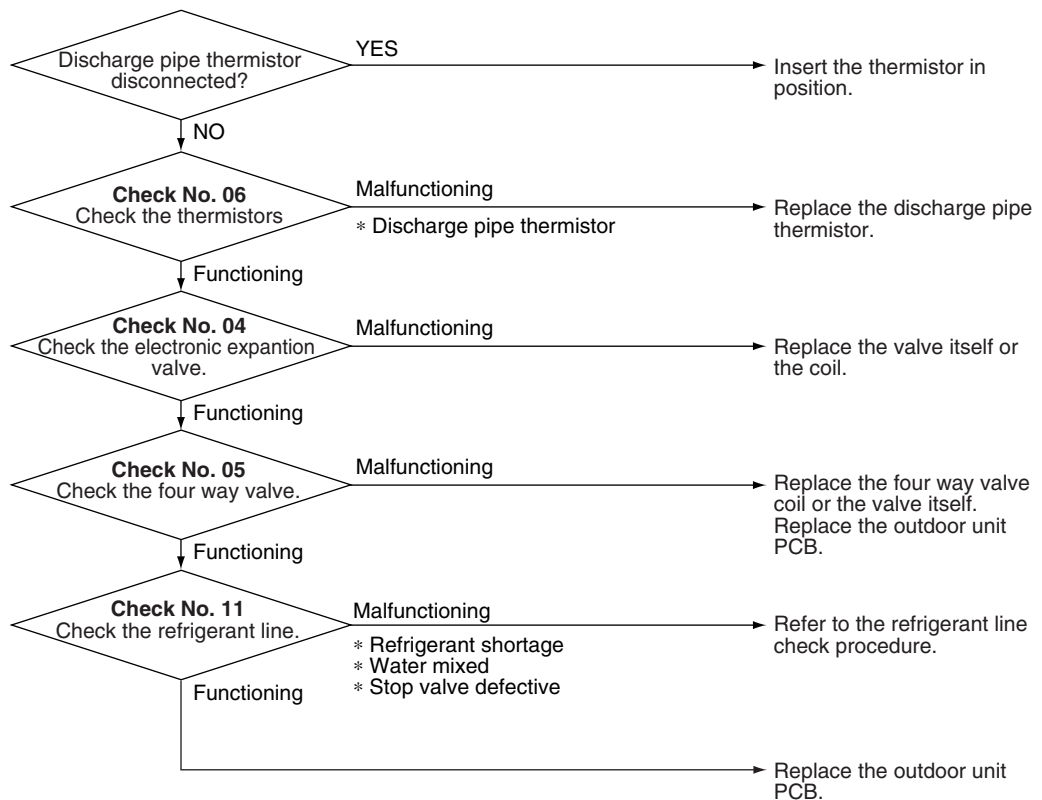 Discharge pipe thermistor
disconnected?
YES
Insert the thermistor in
position.
NO
Check No. 06
Check the thermistors
Malfunctioning
* Discharge pipe thermistor
Replace the discharge pipe
thermistor.
Functioning
Check No. 04
Check the electronic expantion
valve.
Malfunctioning
Replace the valve itself or
the coil.
Functioning
Check No. 05
Check the four way valve.
Malfunctioning
Replace the four way valve
coil or the valve itself.
Replace the outdoor unit
PCB.
Functioning
Check No. 11
Check the refrigerant line.
Malfunctioning
* Refrigerant shortage
* Water mixed
* Stop valve defective
Refer to the refrigerant line
check procedure.
Functioning
Replace the outdoor unit
PCB.